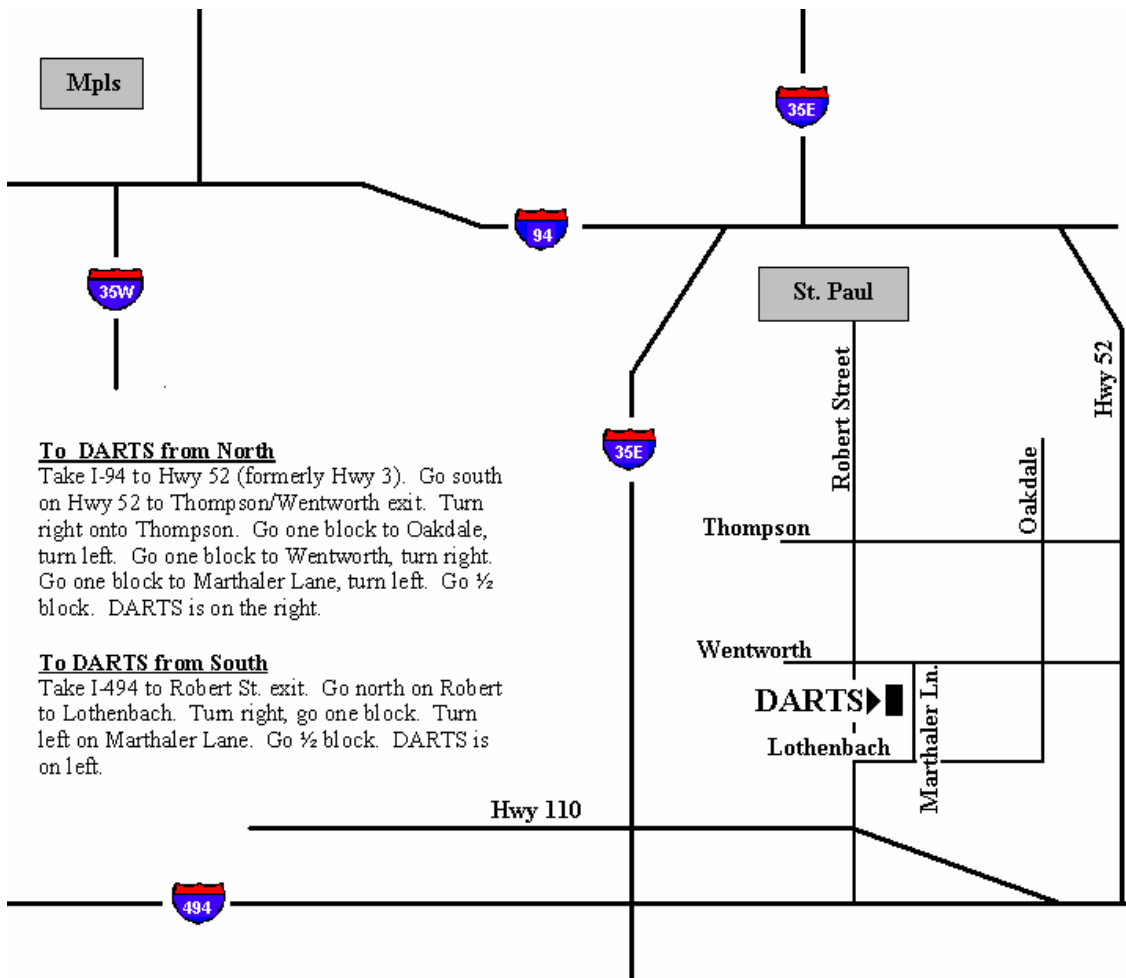 Mpls
35E
94
35W
St. Paul
Robert Street
Hwy 52
35E
Oakdale
To DARTS from North
Take I-94 to Hwy 52 (formerly Hwy 3). Go south
on Hwy 52 to Thompson/Wentworth exit. Turn
right onto Thompson. Go one block to Oakdale,
turn left. Go one block to Wentworth, turn right.
Go one block to Marthaler Lane, turn left. Go ½
block. DARTS is on the right.
Thompson
To DARTS from South
Take I-494 to Robert St. exit. Go north on Robert
to Lothenbach. Turn right, go one block. Turn
left on Marthaler Lane. Go ½ block. DARTS is
on left.
Wentworth
DARTS
Marthaler Ln.
Lothenbach
Hwy 110
494